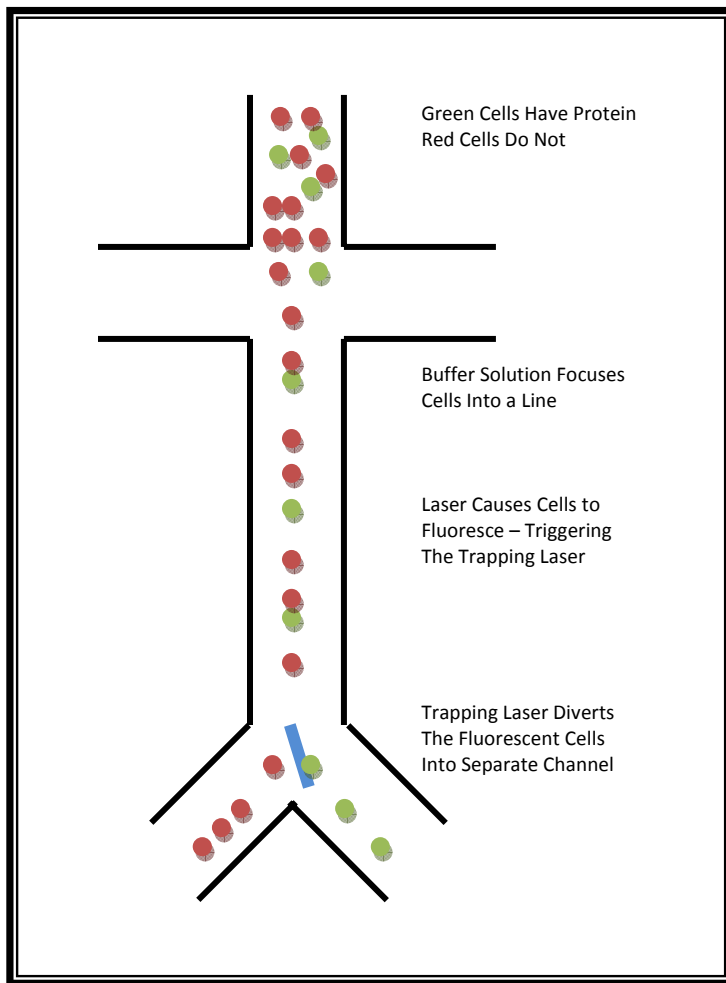 Green Cells Have Protein
Red Cells Do Not
Buffer Solution Focuses
Cells Into a Line
Laser Causes Cells to
Fluoresce – Triggering
The Trapping Laser
Trapping Laser Diverts
The Fluorescent Cells
Into Separate Channel